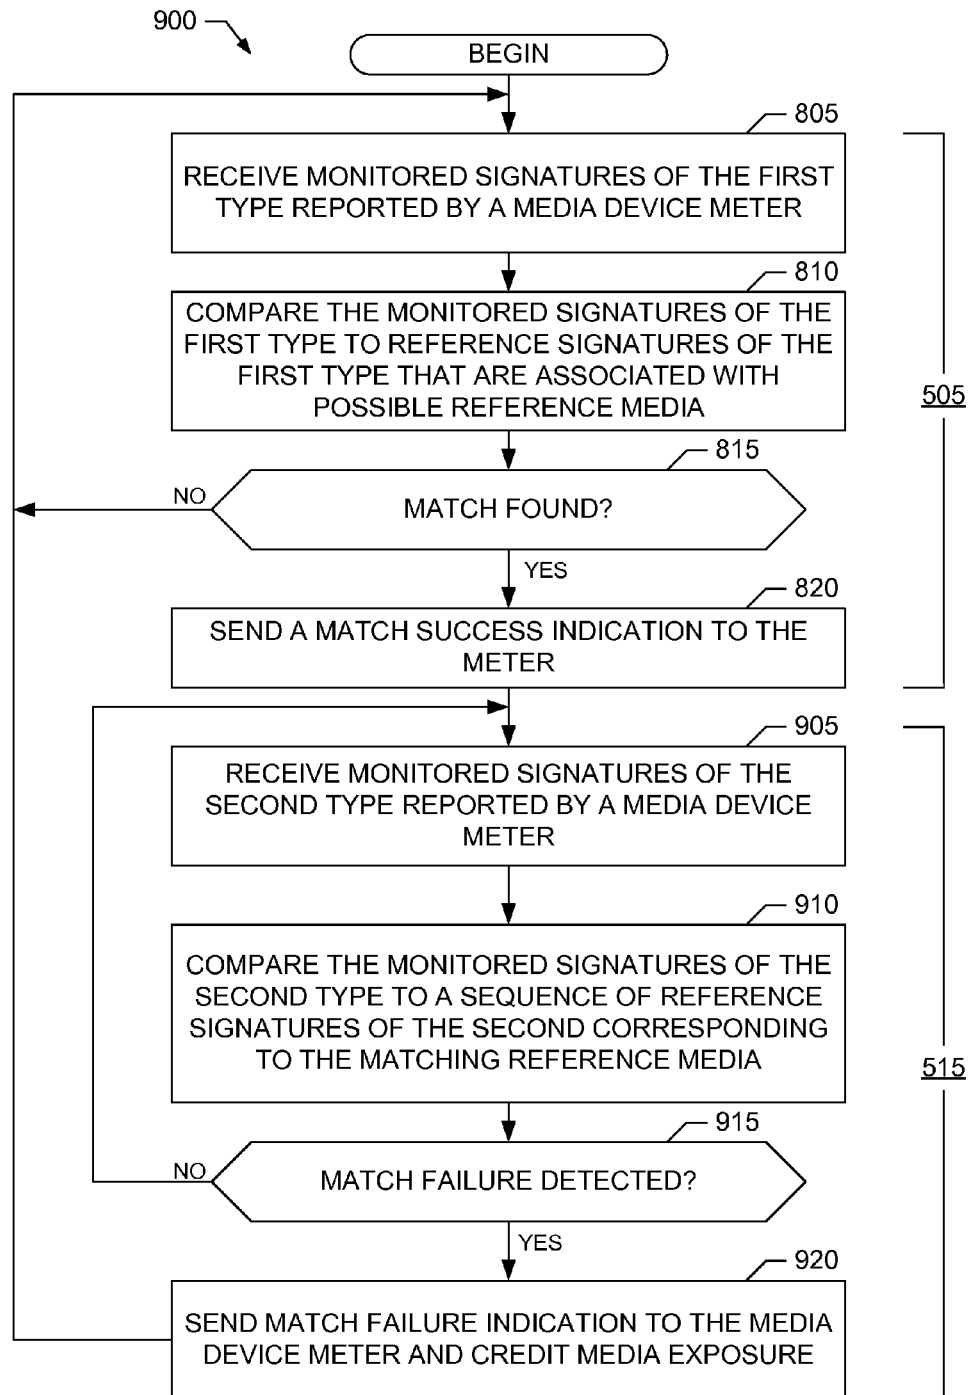 900
BEGIN
805
RECEIVE MONITORED SIGNATURES OF THE FIRST
TYPE REPORTED BY A MEDIA DEVICE METER
810
COMPARE THE MONITORED SIGNATURES OF THE
FIRST TYPE TO REFERENCE SIGNATURES OF THE
FIRST TYPE THAT ARE ASSOCIATED WITH
POSSIBLE REFERENCE MEDIA
505
815
NO
MATCH FOUND?
YES
820
SEND A MATCH SUCCESS INDICATION TO THE
METER
905
RECEIVE MONITORED SIGNATURES OF THE
SECOND TYPE REPORTED BY A MEDIA DEVICE
METER
910
COMPARE THE MONITORED SIGNATURES OF THE
SECOND TYPE TO A SEQUENCE OF REFERENCE
SIGNATURES OF THE SECOND CORRESPONDING
TO THE MATCHING REFERENCE MEDIA
515
915
NO
MATCH FAILURE DETECTED?
YES
920
SEND MATCH FAILURE INDICATION TO THE MEDIA
DEVICE METER AND CREDIT MEDIA EXPOSURE